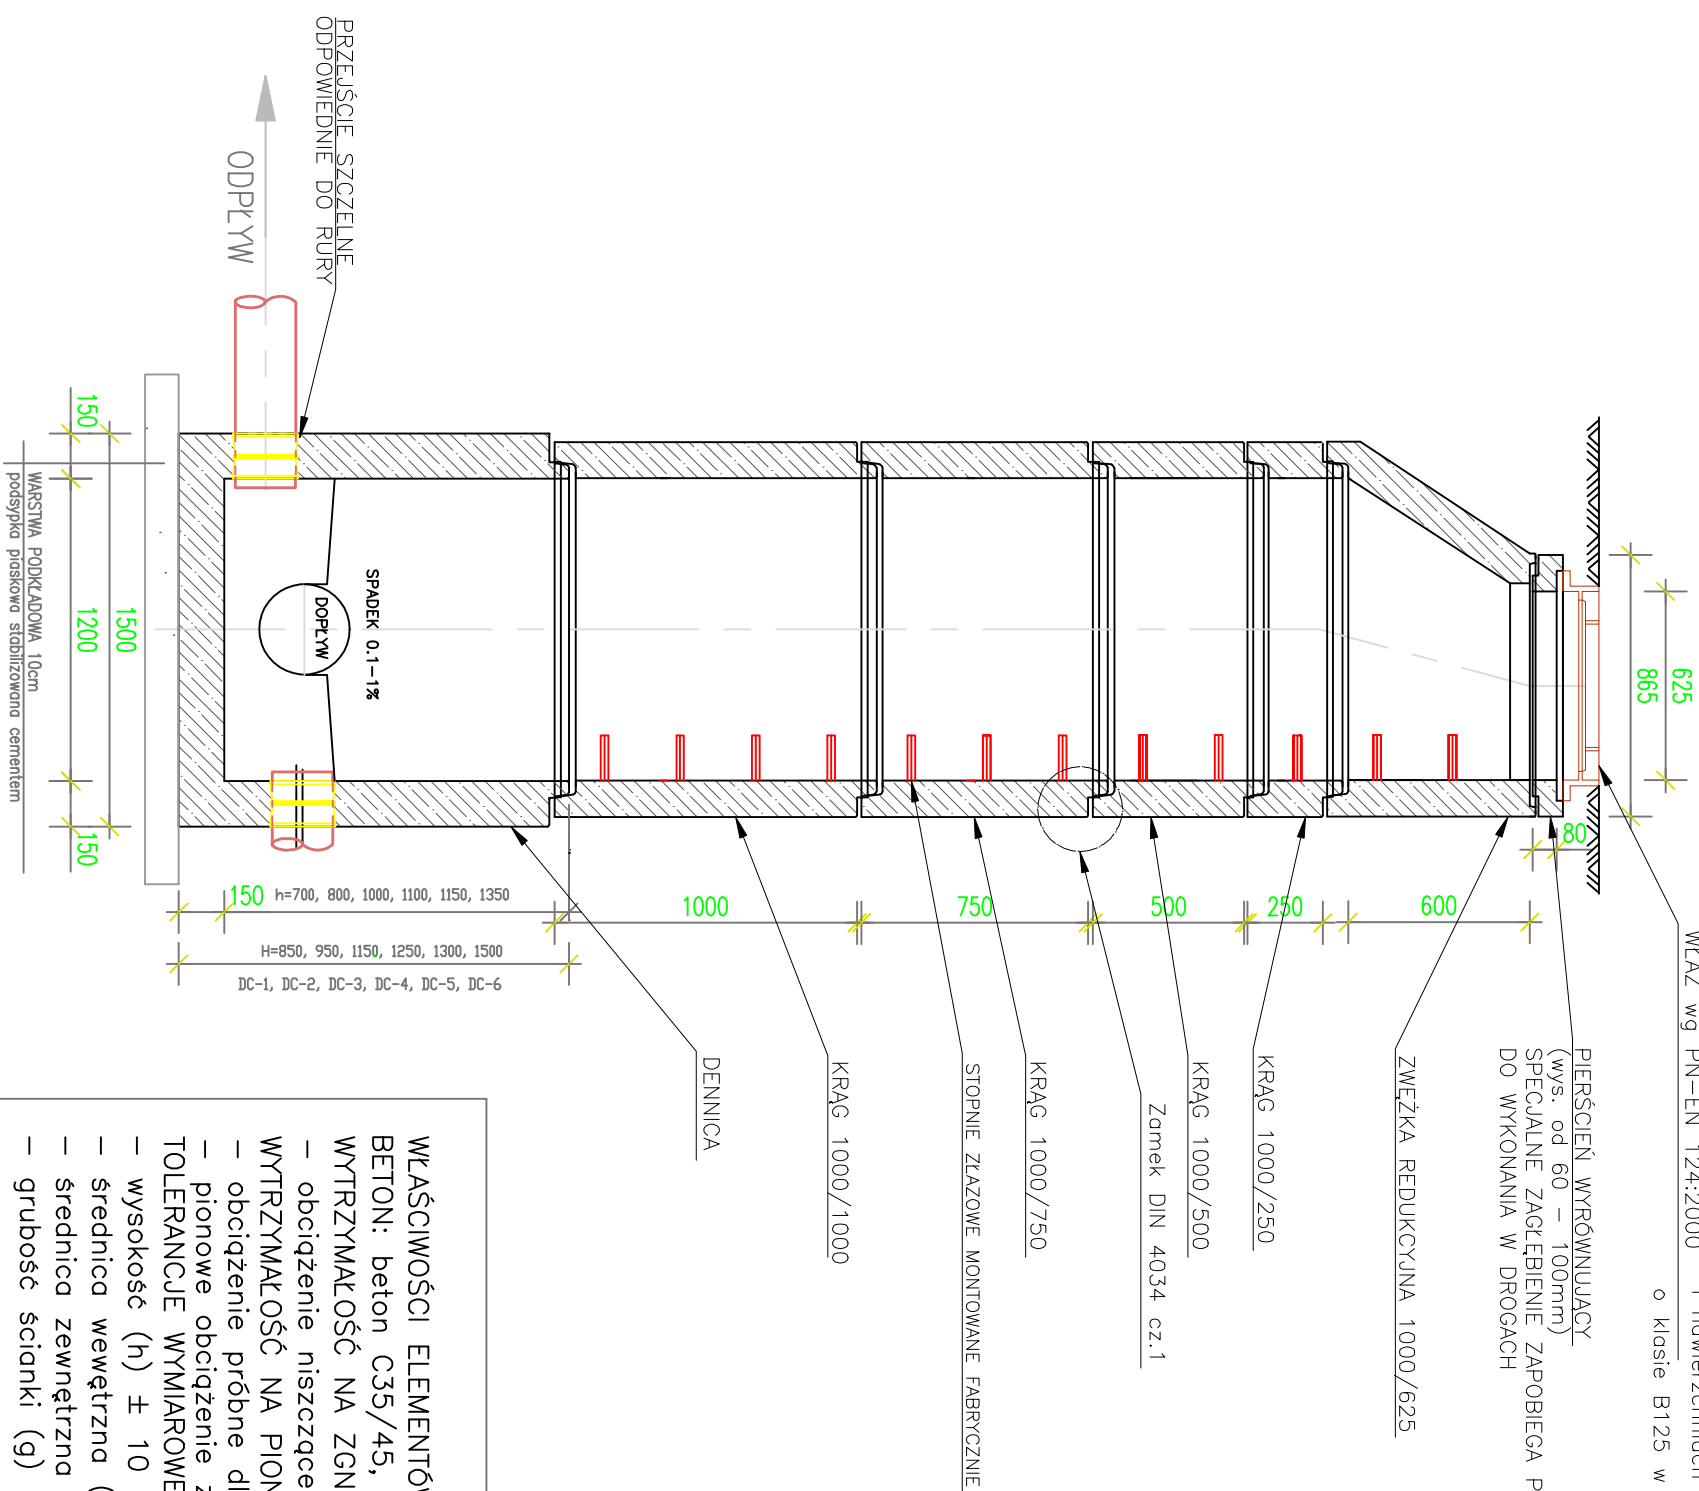 WŁAZ wg PN-EN 124:2000
o klasie B125 w
PIERŚCIEŃ WYRÓWNUJĄCY
(wys. od 60 - 100mm)
SPECJALNE ZAGŁĘBIENIE ZAPOBIEGA P
DO WYKONANIA W DROGACH
ZWĘŻKA REDUKCYJNA 1000/625
KRĄG 1000/250
KRĄG 1000/500
Zamek DIN 4034 cz.1
KRĄG 1000/750
STOPNIE ZŁAZOWE MONTOWANE FABRYCZNIE
KRĄG 1000/1000
DENNICA
625
865
80
600
250
500
750
1000
150
h=700, 800, 1000, 1100, 1150, 1350
H=850, 950, 1150, 1250, 1300, 1500
DC-1, DC-2, DC-3, DC-4, DC-5, DC-6
PRZEJŚCIE SZCZELNE
ODPOWIEDNIE DO RURY
ODPŁYW
SPADEK 0.1-1%
DOPŁYW
1500
150
1200
150
WARSTWA PODKŁADOWA 10cm
podsypka piaskowa stabilizowana cementem
WŁAŚCIWOŚCI ELEMENTÓW
BETON: beton C35/45,
WYTRZYMAŁOŚĆ NA ZGN
- obciążenie niszczące
WYTRZYMAŁOŚĆ NA PION
- obciążenie próbne dl
- pionowe obciążenie z
TOLERANCJE WYMIAROWE
- wysokość (h) ± 10
- średnica wewętrzna (
- średnica zewnętrzna
- grubość ścianki (g)